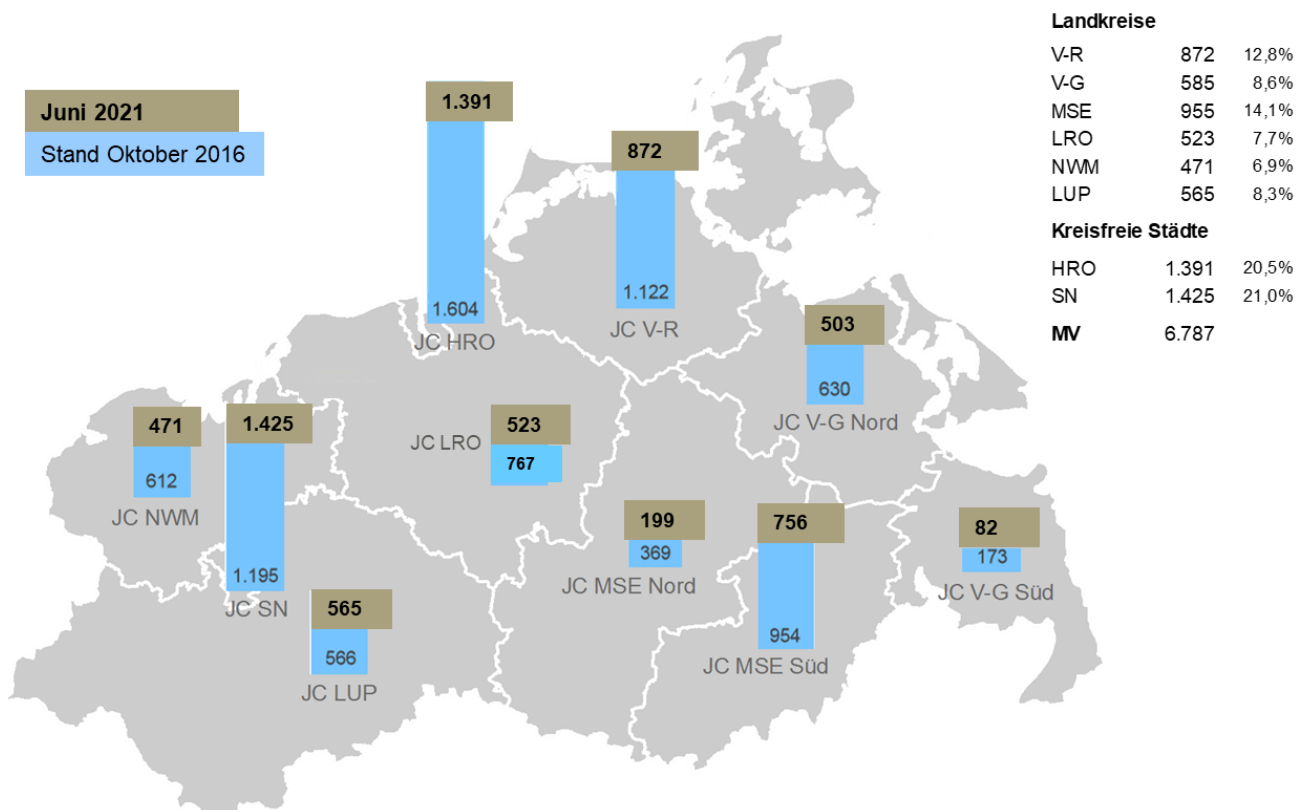 Landkreise
V-R 872 12,8%
V-G 585 8,6%
MSE 955 14,1%
LRO 523 7,7%
NWM 471 6,9%
LUP 565 8,3%
Kreisfreie Städte
HRO 1.391 20,5%
SN 1.425 21,0%
MV 6.787
Juni 2021
Stand Oktober 2016
1.391
1.604
JC HRO
872
1.122
JC V-R
503
630
JC V-G Nord
471
612
JC NWM
1.425
1.195
JC SN
JC LRO
523
767
199
369
JC MSE Nord
756
954
JC MSE Süd
82
173
JC V-G Süd
565
566
JC LUP